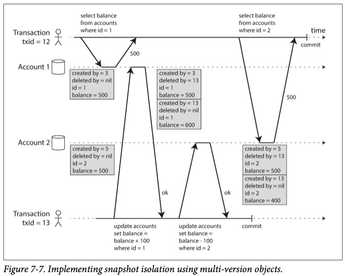 select balance
from accounts
where id = 1
select balance
from accounts
where id = 2
Transaction
txid = 12
time
commit
500
500
Account 1
created by = 3
deleted by = nil
id = 1
balance = 500
created by = 3
deleted by = 13
id = 1
balance = 500
created by = 13
deleted by = nil
id = 1
balance = 600
Account 2
created by = 5
deleted by = nil
id = 2
balance = 500
created by = 5
deleted by = 13
id = 2
balance = 500
created by = 13
deleted by = nil
id = 2
balance = 400
ok
ok
Transaction
txid = 13
commit
update accounts
set balance =
balance + 100
where id = 1
update accounts
set balance =
balance - 100
where id = 2
Figure 7-7. Implementing snapshot isolation using multi-version objects.